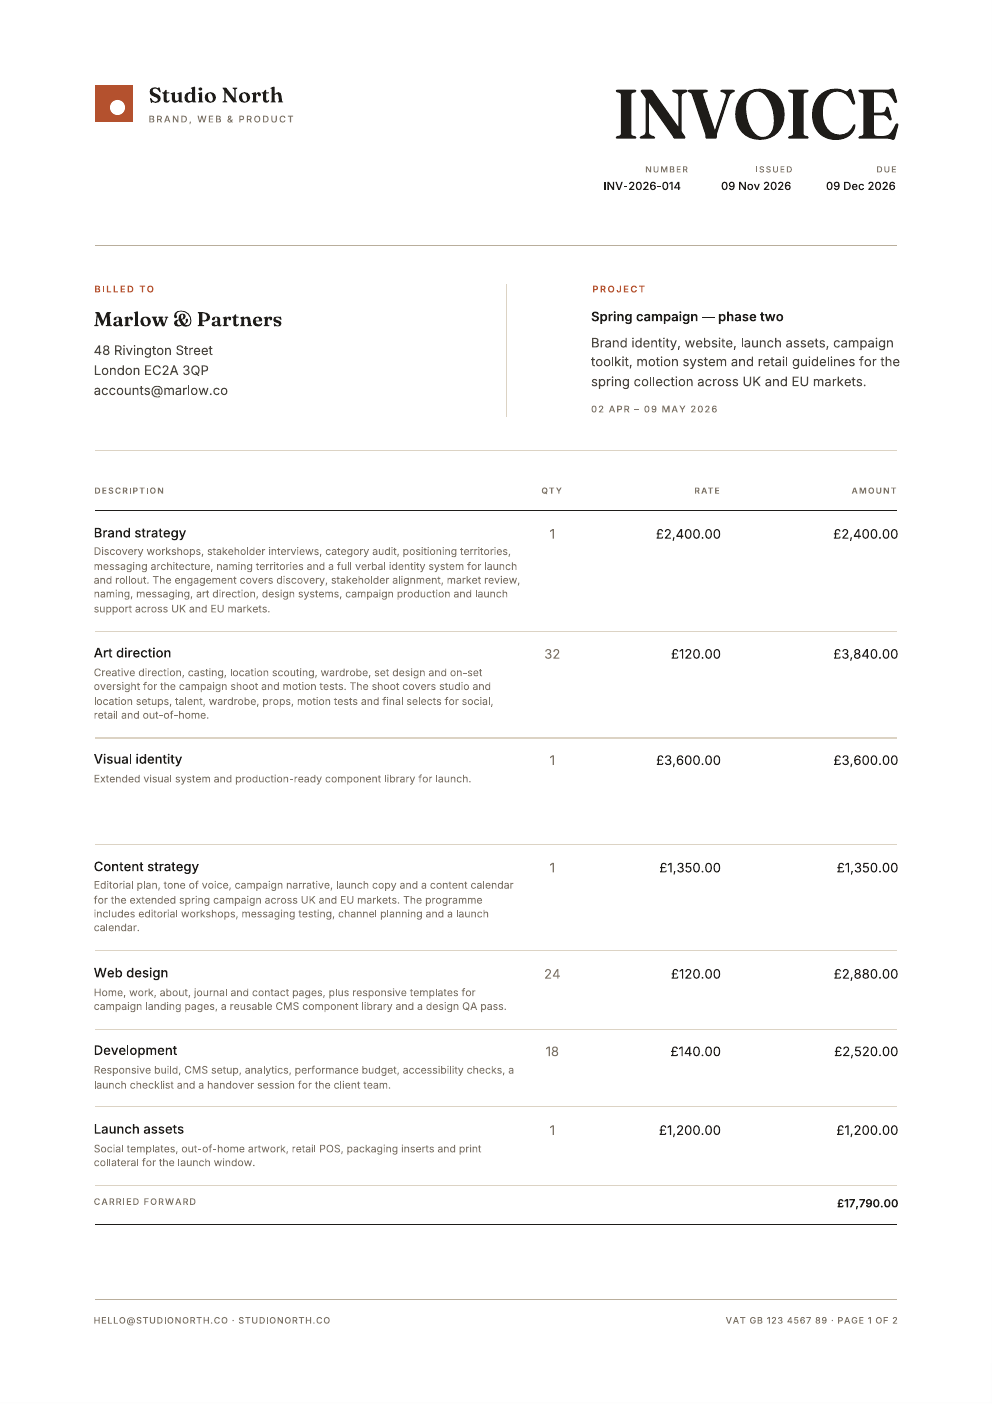 Studio North
BRAND, WEB & PRODUCT
INVOICE
NUMBER ISSUED DUE
INV-2026-014 09 Nov 2026 09 Dec 2026
BILLED TO
Marlow & Partners
48 Rivington Street
London EC2A 3QP
accounts@marlow.co
PROJECT
Spring campaign — phase two
Brand identity, website, launch assets, campaign
toolkit, motion system and retail guidelines for the
spring collection across UK and EU markets.
02 APR – 09 MAY 2026
DESCRIPTION QTY RATE AMOUNT
Brand strategy 1 £2,400.00 £2,400.00
Discovery workshops, stakeholder interviews, category audit, positioning territories,
messaging architecture, naming territories and a full verbal identity system for launch
and rollout. The engagement covers discovery, stakeholder alignment, market review,
naming, messaging, art direction, design systems, campaign production and launch
support across UK and EU markets.
Art direction 32 £120.00 £3,840.00
Creative direction, casting, location scouting, wardrobe, set design and on-set
oversight for the campaign shoot and motion tests. The shoot covers studio and
location setups, talent, wardrobe, props, motion tests and final selects for social,
retail and out-of-home.
Visual identity 1 £3,600.00 £3,600.00
Extended visual system and production-ready component library for launch.
Content strategy 1 £1,350.00 £1,350.00
Editorial plan, tone of voice, campaign narrative, launch copy and a content calendar
for the extended spring campaign across UK and EU markets. The programme
includes editorial workshops, messaging testing, channel planning and a launch
calendar.
Web design 24 £120.00 £2,880.00
Home, work, about, journal and contact pages, plus responsive templates for
campaign landing pages, a reusable CMS component library and a design QA pass.
Development 18 £140.00 £2,520.00
Responsive build, CMS setup, analytics, performance budget, accessibility checks, a
launch checklist and a handover session for the client team.
Launch assets 1 £1,200.00 £1,200.00
Social templates, out-of-home artwork, retail POS, packaging inserts and print
collateral for the launch window.
CARRIED FORWARD £17,790.00
HELLO@STUDIONORTH.CO · STUDIONORTH.CO VAT GB 123 4567 89 · PAGE 1 OF 2